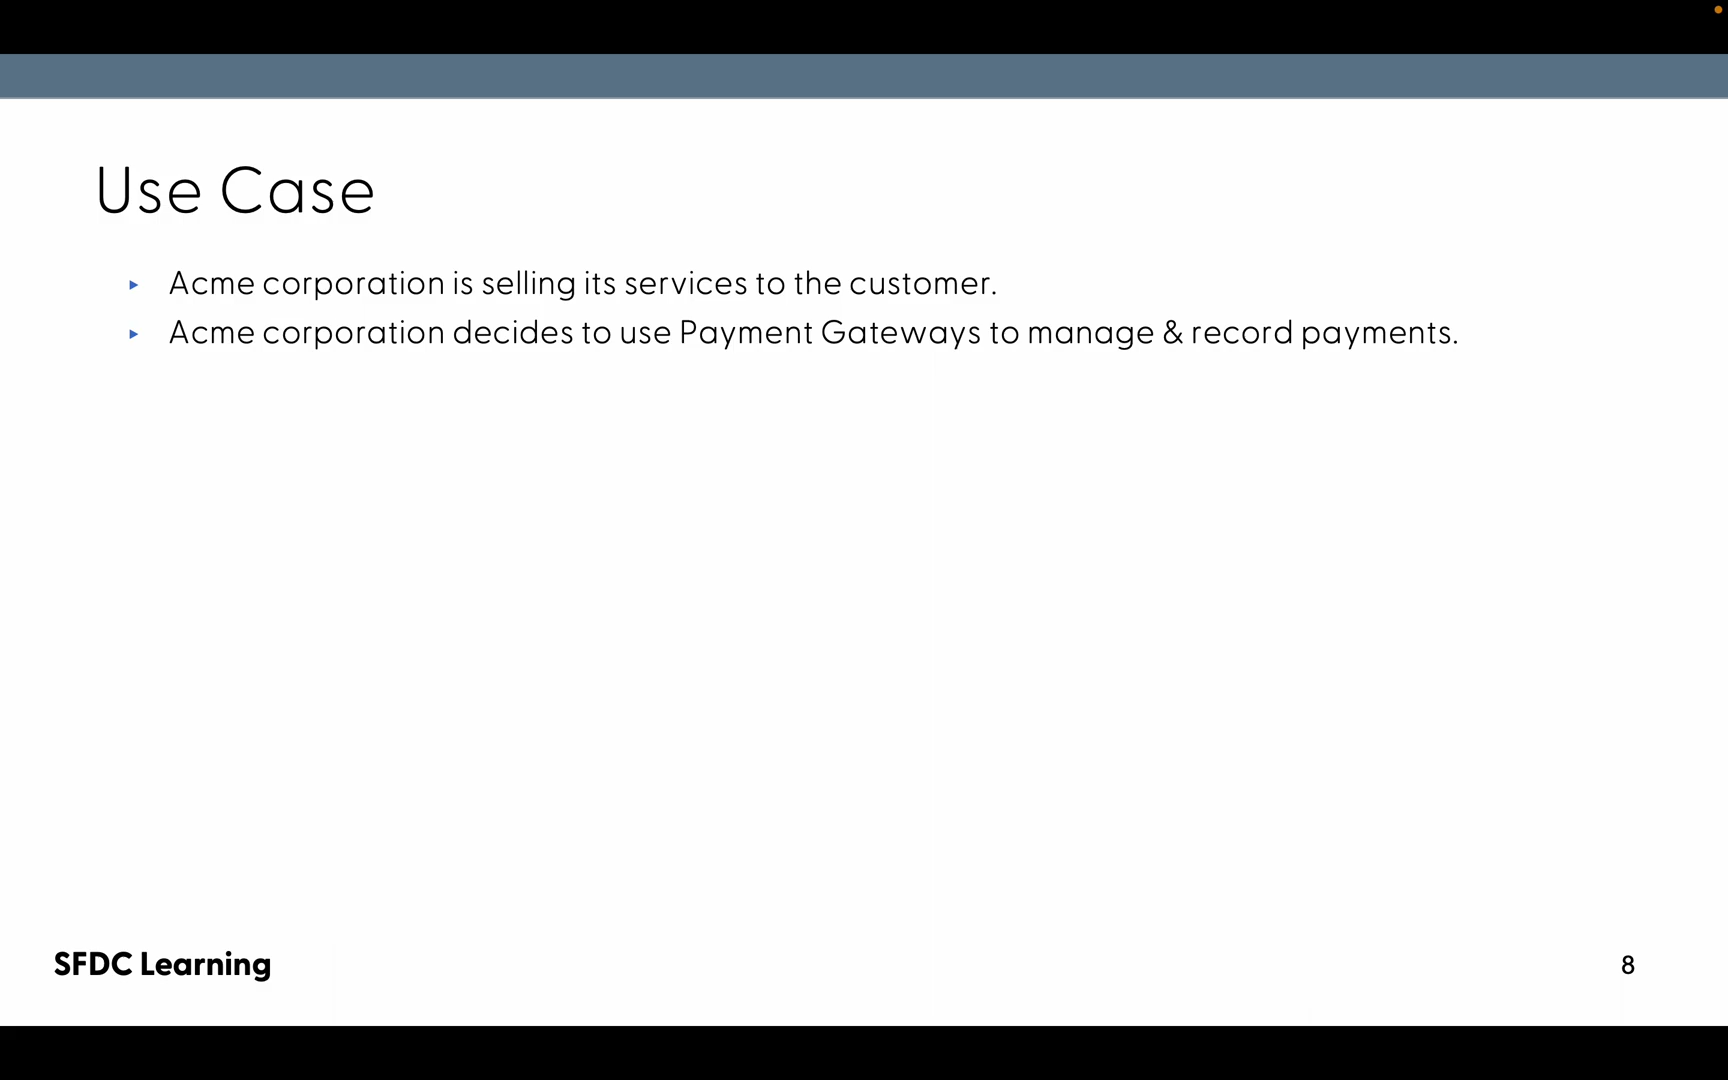 Use Case
Acme corporation is selling its services to the customer.
Acme corporation decides to use Payment Gateways to manage & record payments.
SFDC Learning
8